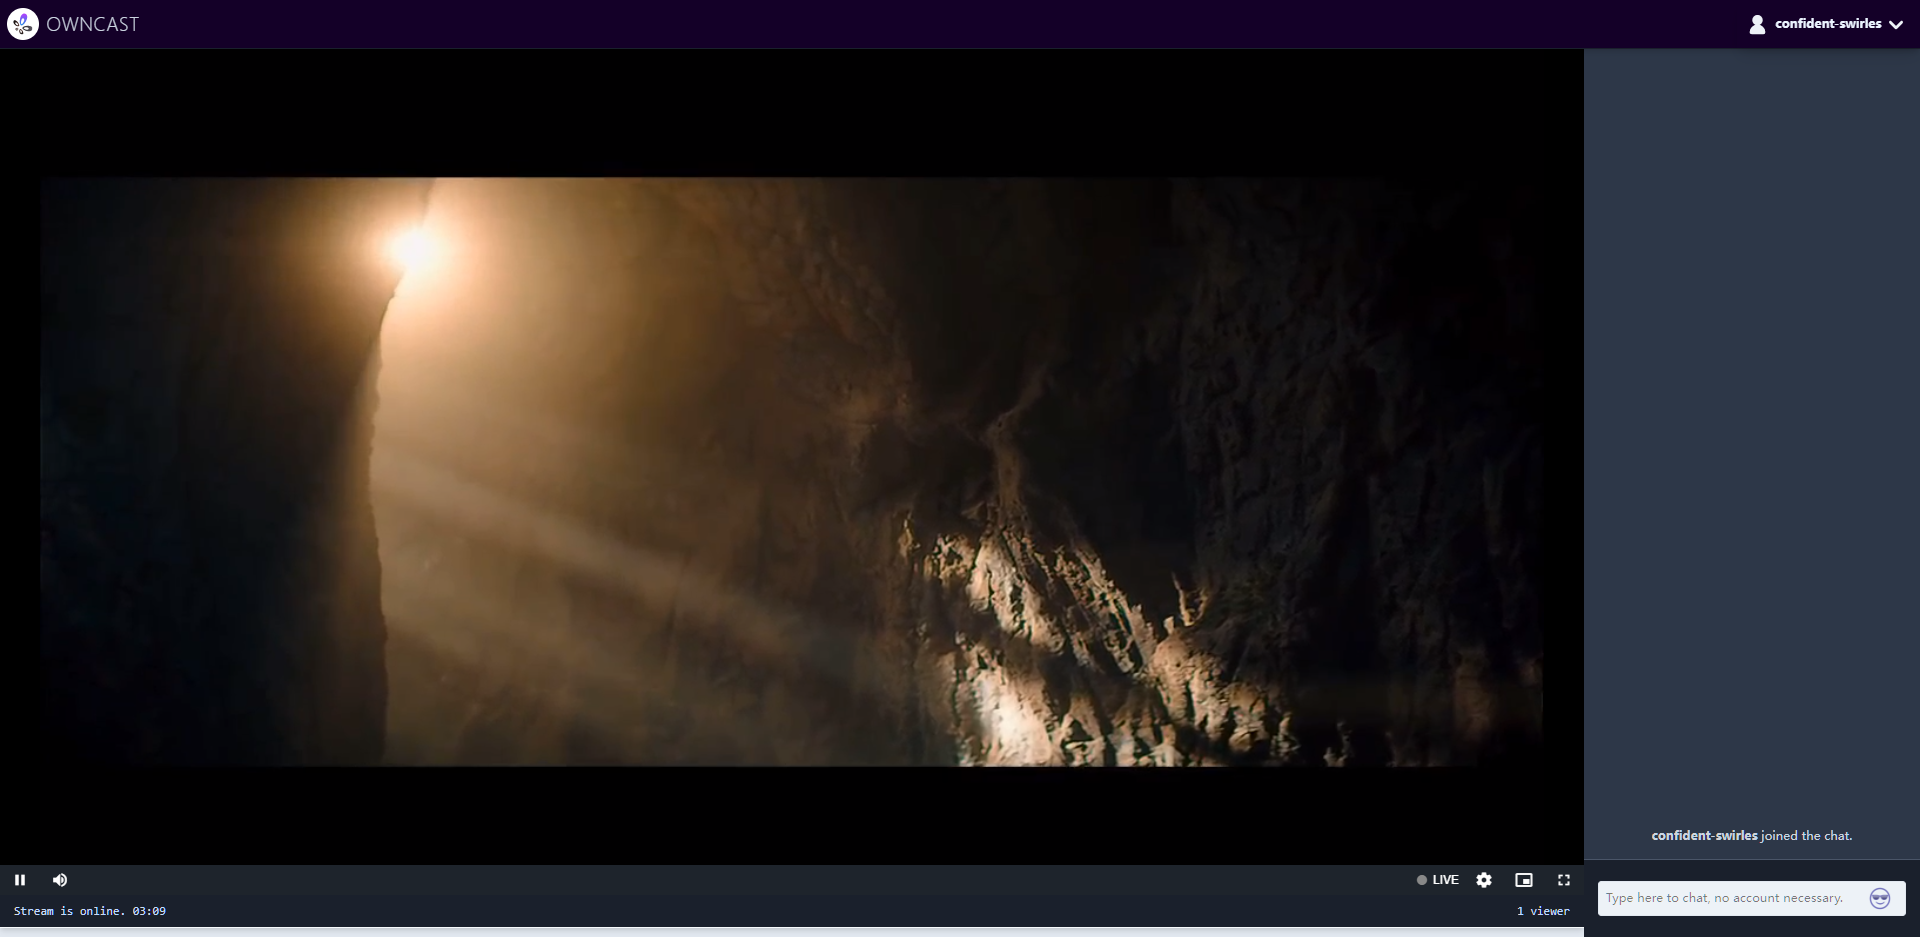 OWNCAST
confident-swirles
confident-swirles joined the chat.
LIVE
Type here to chat, no account necessary.
Stream is online. 03:09
1 viewer